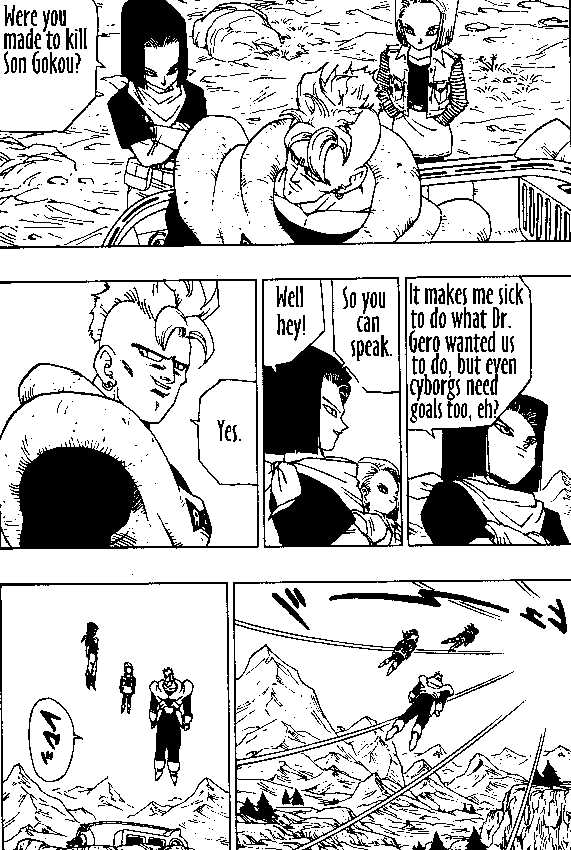 Were you
made to kill
Son Gokou?
Yes.
Well
hey!
So you
can
speak.
It makes me sick
to do what Dr.
Gero wanted us
to do, but even
cyborgs need
goals too, eh?